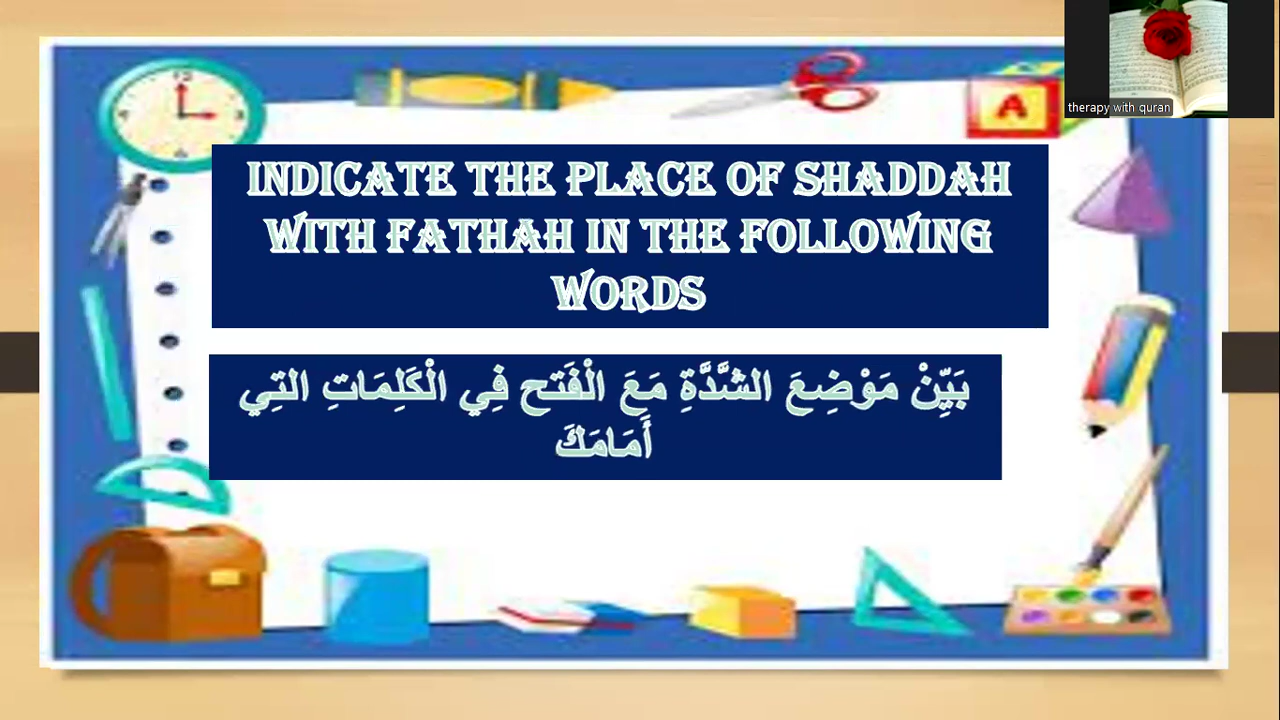 therapy with quran
A
INDICATE THE PLACE OF SHADDAH
WITH FATHAH IN THE FOLLOWING
WORDS
بَيِّنْ مَوْضِعَ الشَّدَّةِ مَعَ الْفَتح فِي الْكَلِمَاتِ التِي
أَمَامَكَ